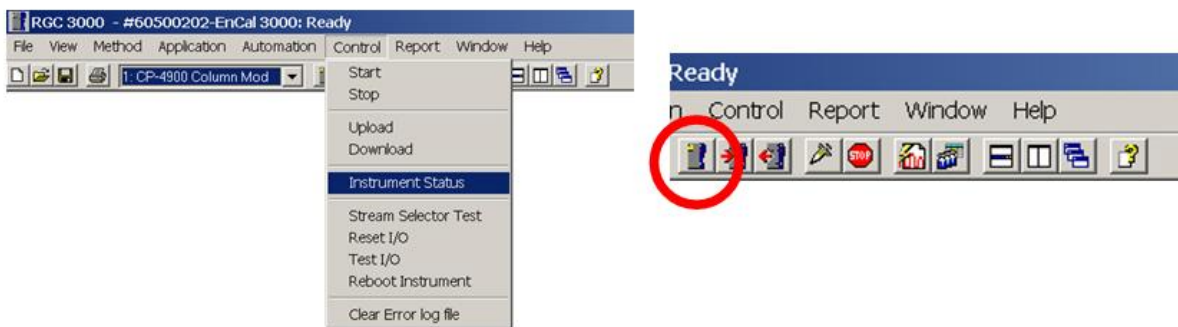 RGC 3000 - #60500202-EnCal 3000: Ready
File View Method Application Automation Control Report Window Help
1: CP-4900 Column Mod
Start
Stop
Upload
Download
Instrument Status
Stream Selector Test
Reset I/O
Test I/O
Reboot Instrument
Clear Error log file
Ready
n Control Report Window Help
STOP